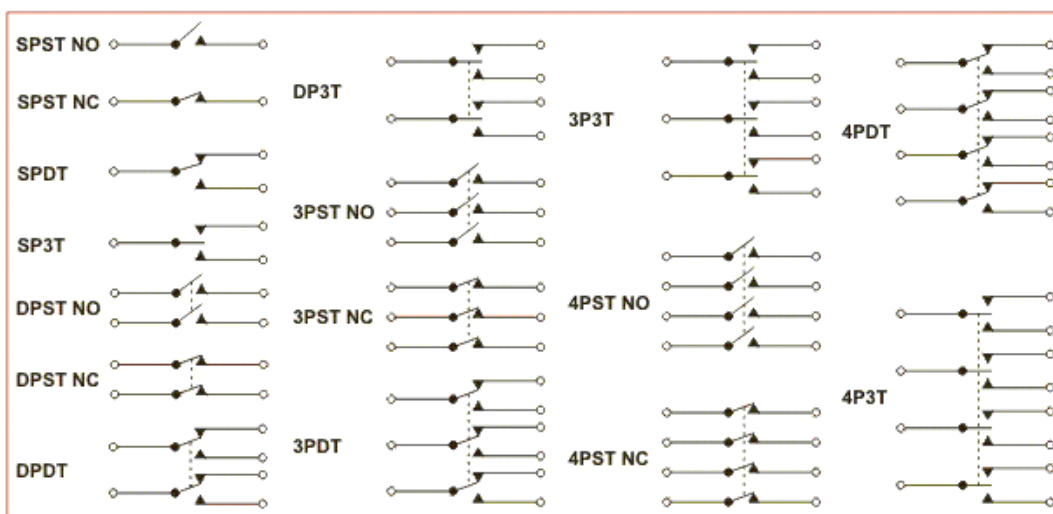 SPST NO
SPST NC
SPDT
SP3T
DPST NO
DPST NC
DPDT
DP3T
3PST NO
3PST NC
3PDT
3P3T
4PST NO
4PST NC
4PDT
4P3T